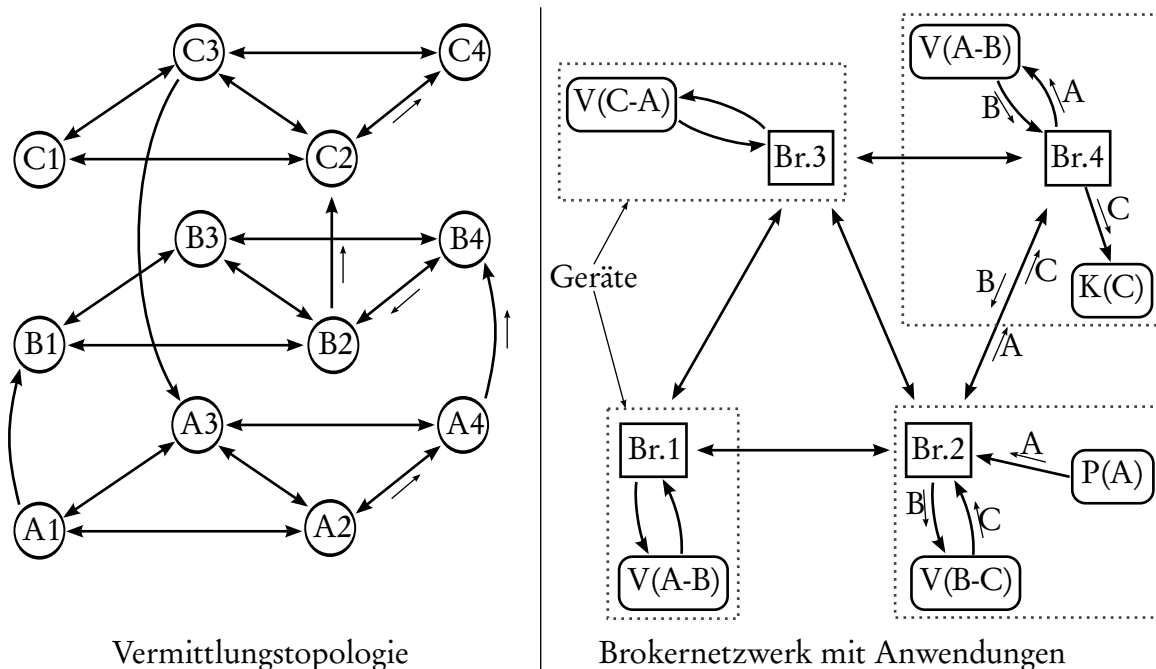 C3
C4
C1
C2
B3
B4
B1
B2
A3
A4
A1
A2
Vermittlungstopologie
V(A-B)
V(C-A)
B
A
Br.3
Br.4
C
Geräte
B
C
K(C)
A
Br.1
Br.2
A
P(A)
B
C
V(A-B)
V(B-C)
Brokernetzwerk mit Anwendungen